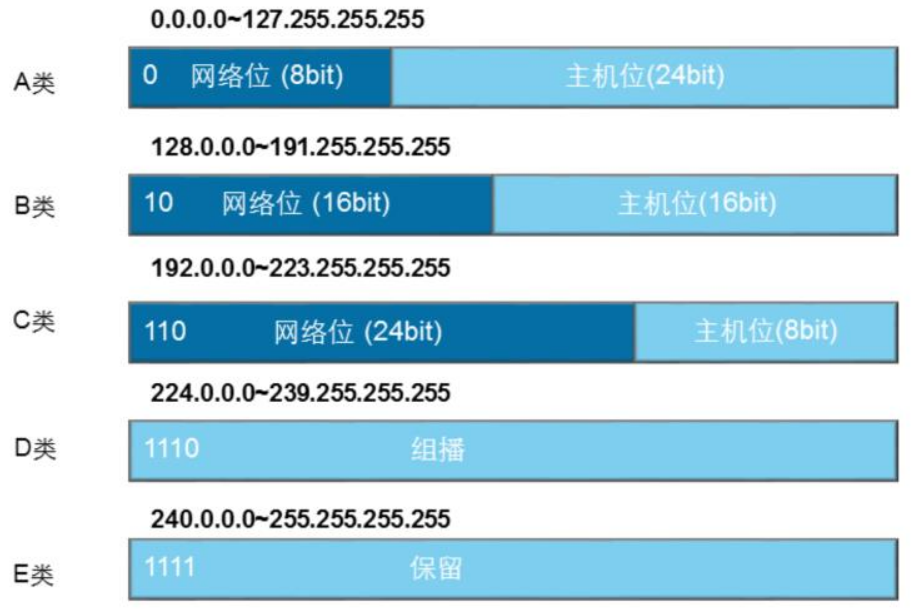 0.0.0.0~127.255.255.255
A类 0 网络位 (8bit) 主机位(24bit)
128.0.0.0~191.255.255.255
B类 10 网络位 (16bit) 主机位(16bit)
192.0.0.0~223.255.255.255
C类 110 网络位 (24bit) 主机位(8bit)
224.0.0.0~239.255.255.255
D类 1110 组播
240.0.0.0~255.255.255.255
E类 1111 保留